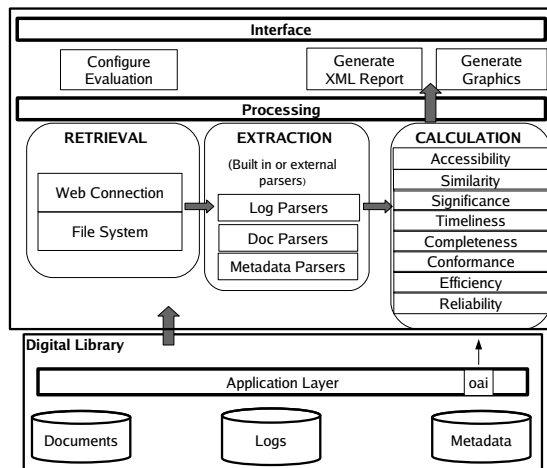 Interface
Configure
Evaluation
Generate
XML Report
Generate
Graphics
Processing
RETRIEVAL
Web Connection
File System
EXTRACTION
(Built in or external
parsers)
Log Parsers
Doc Parsers
Metadata Parsers
CALCULATION
Accessibility
Similarity
Significance
Timeliness
Completeness
Conformance
Efficiency
Reliability
Digital Library
Application Layer
oai
Documents
Logs
Metadata